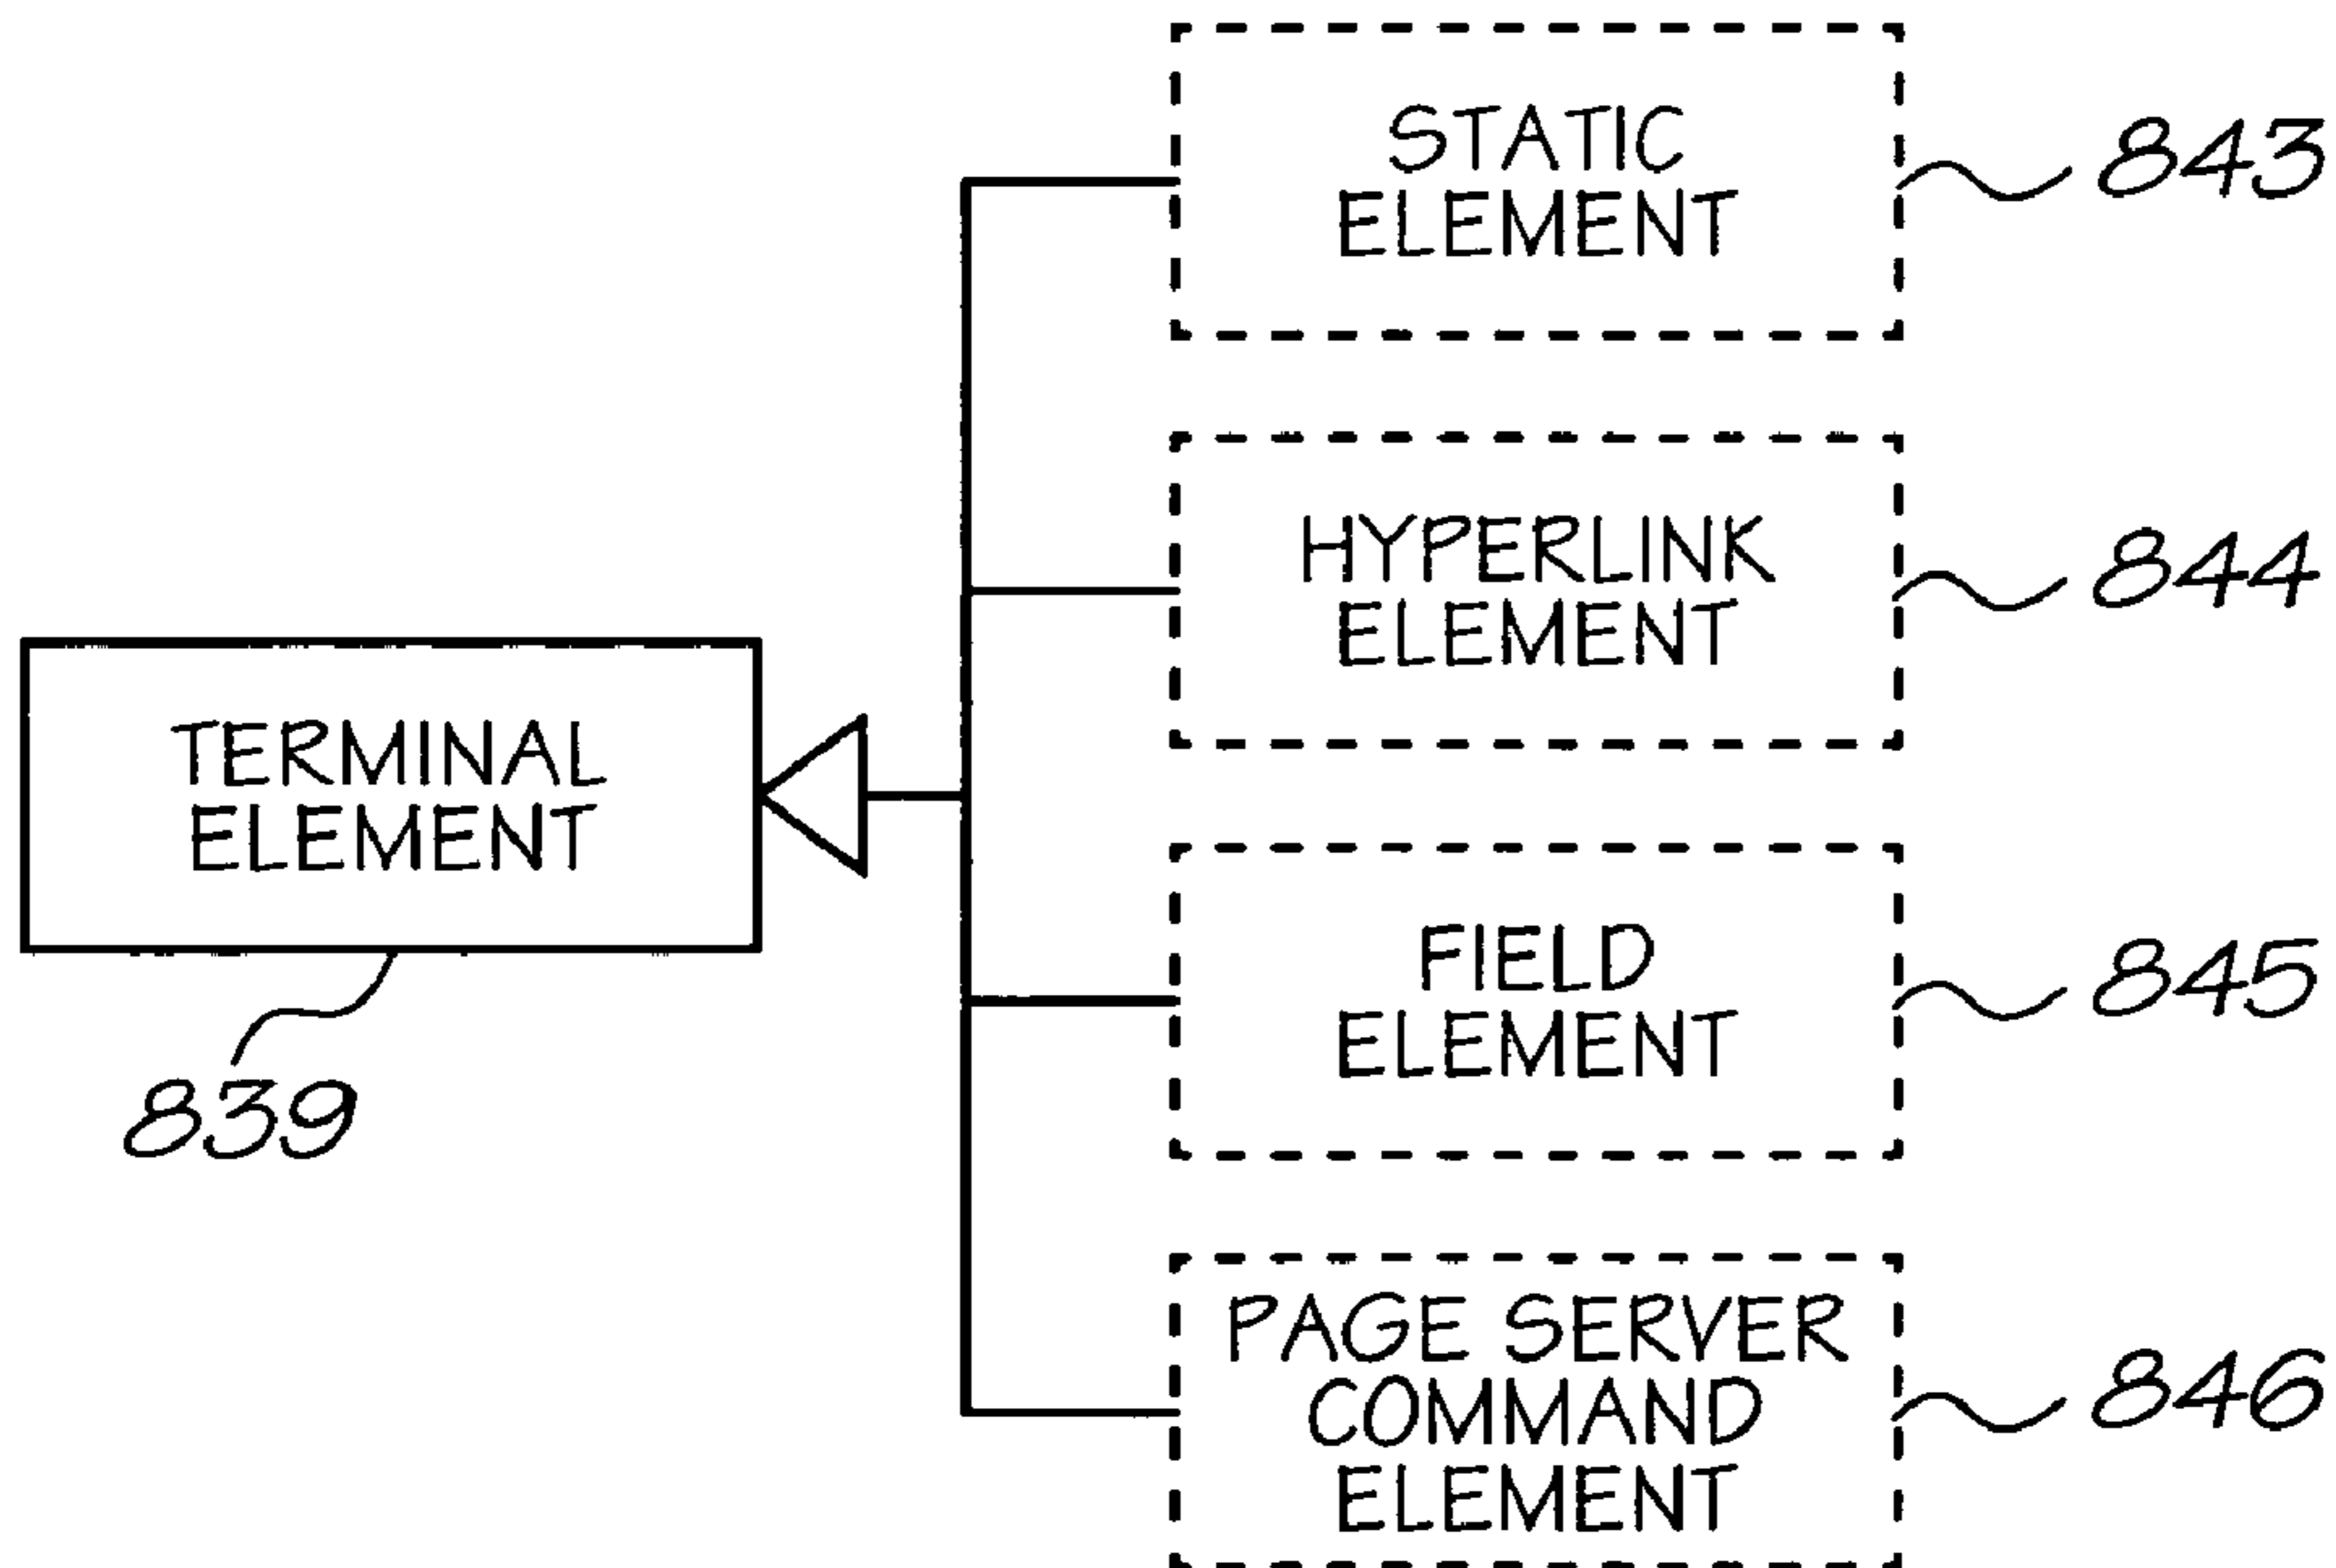 STATIC
ELEMENT
843
HYPERLINK
ELEMENT
844
TERMINAL
ELEMENT
839
FIELD
ELEMENT
845
PAGE SERVER
COMMAND
ELEMENT
846